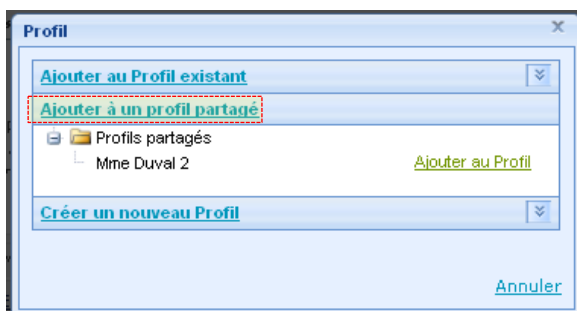 Profil
Ajouter au Profil existant
Ajouter à un profil partagé
Profils partagés
Mme Duval 2 Ajouter au Profil
Créer un nouveau Profil
Annuler